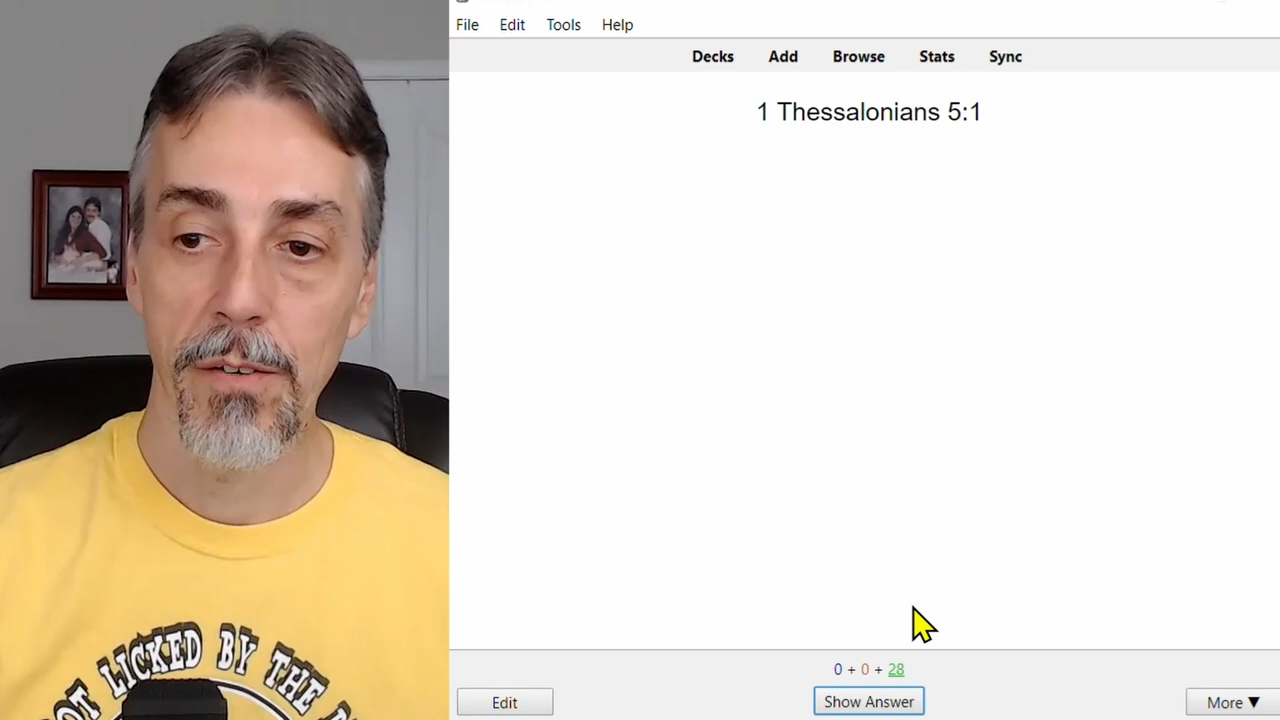 File Edit Tools Help
Decks Add Browse Stats Sync
1 Thessalonians 5:1
0 + 0 + 28
Edit Show Answer More ▼
LICKED BY THE